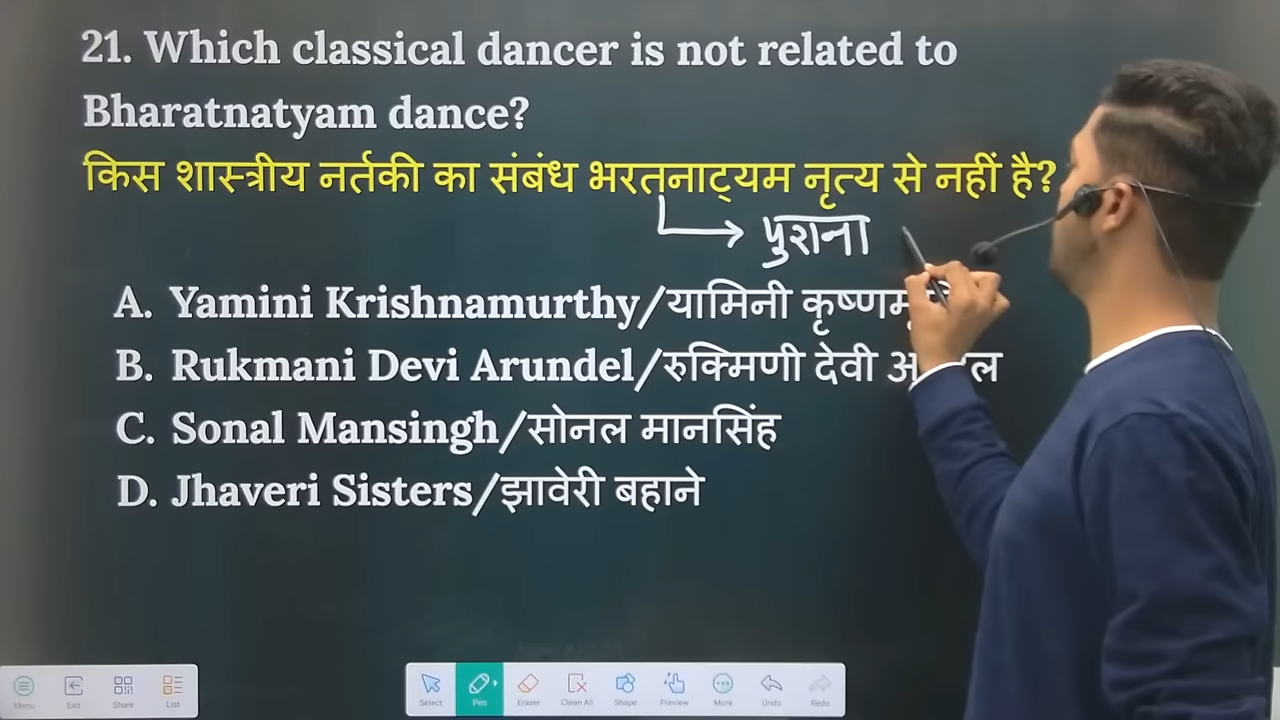 21. Which classical dancer is not related to
Bharatnatyam dance?
किस शास्त्रीय नर्तकी का संबंध भरतनाट्यम नृत्य से नहीं है?
पुराना
A. Yamini Krishnamurthy/यामिनी
B. Rukmani Devi Arundel/रुक्मिणी देवी
C. Sonal Mansingh/सोनल मानसिंह
D. Jhaveri Sisters/झावेरी बहाने
Menu Exit Share List Select Pen Eraser Clean All Shape Preview More Undo Redo